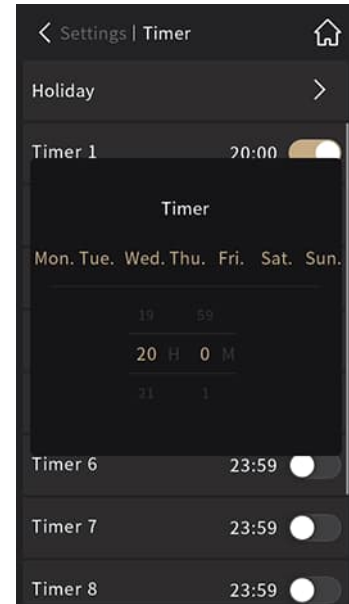 Settings | Timer
Holiday
Timer 1 20:00
Timer
Mon. Tue. Wed. Thu. Fri. Sat. Sun.
19 59
20 H 0 M
21 1
Timer 6 23:59
Timer 7 23:59
Timer 8 23:59